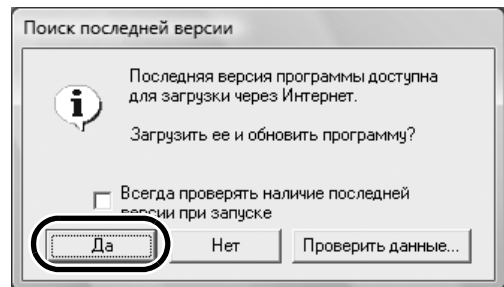 Поиск последней версии
Последняя версия программы доступна
для загрузки через Интернет.
Загрузить ее и обновить программу?
Всегда проверять наличие последней
версии при запуске
Да
Нет
Проверить данные...